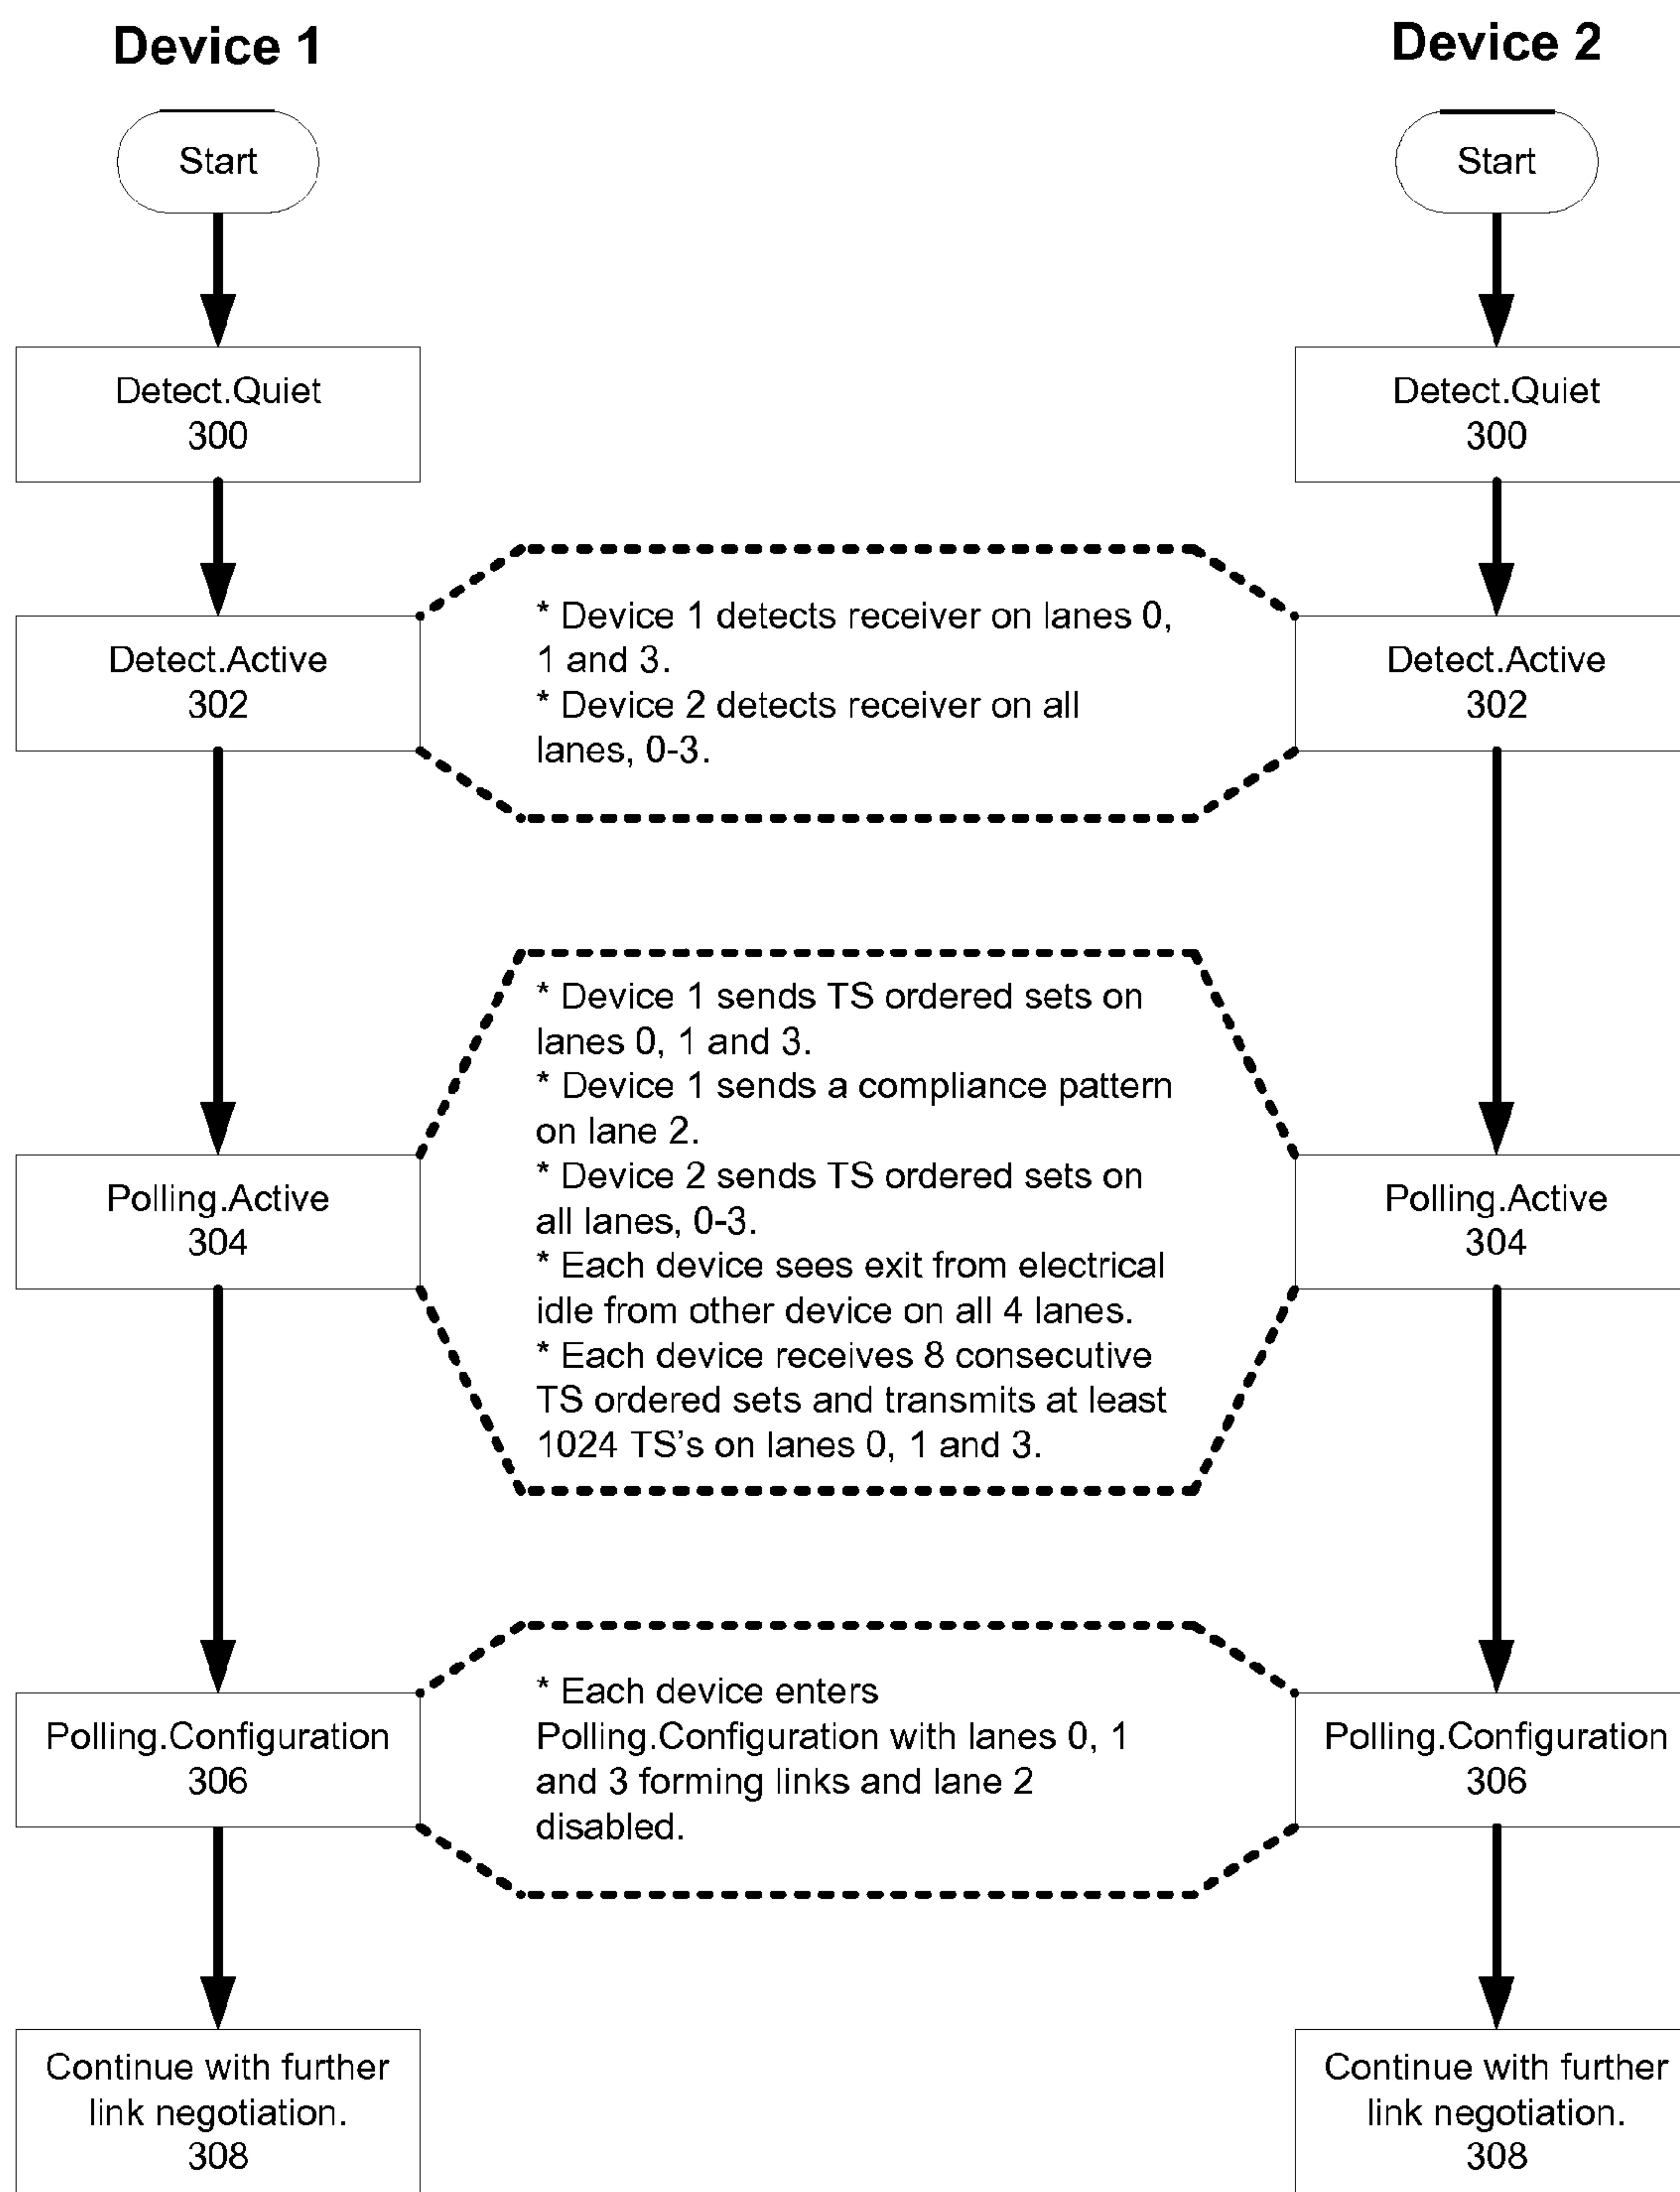 Device 1
Device 2
Start
Start
Detect.Quiet
300
Detect.Quiet
300
Detect.Active
302
* Device 1 detects receiver on lanes 0,
1 and 3.
* Device 2 detects receiver on all
lanes, 0-3.
Detect.Active
302
Polling.Active
304
* Device 1 sends TS ordered sets on
lanes 0, 1 and 3.
* Device 1 sends a compliance pattern
on lane 2.
* Device 2 sends TS ordered sets on
all lanes, 0-3.
* Each device sees exit from electrical
idle from other device on all 4 lanes.
* Each device receives 8 consecutive
TS ordered sets and transmits at least
1024 TS's on lanes 0, 1 and 3.
Polling.Active
304
Polling.Configuration
306
* Each device enters
Polling.Configuration with lanes 0, 1
and 3 forming links and lane 2
disabled.
Polling.Configuration
306
Continue with further
link negotiation.
308
Continue with further
link negotiation.
308